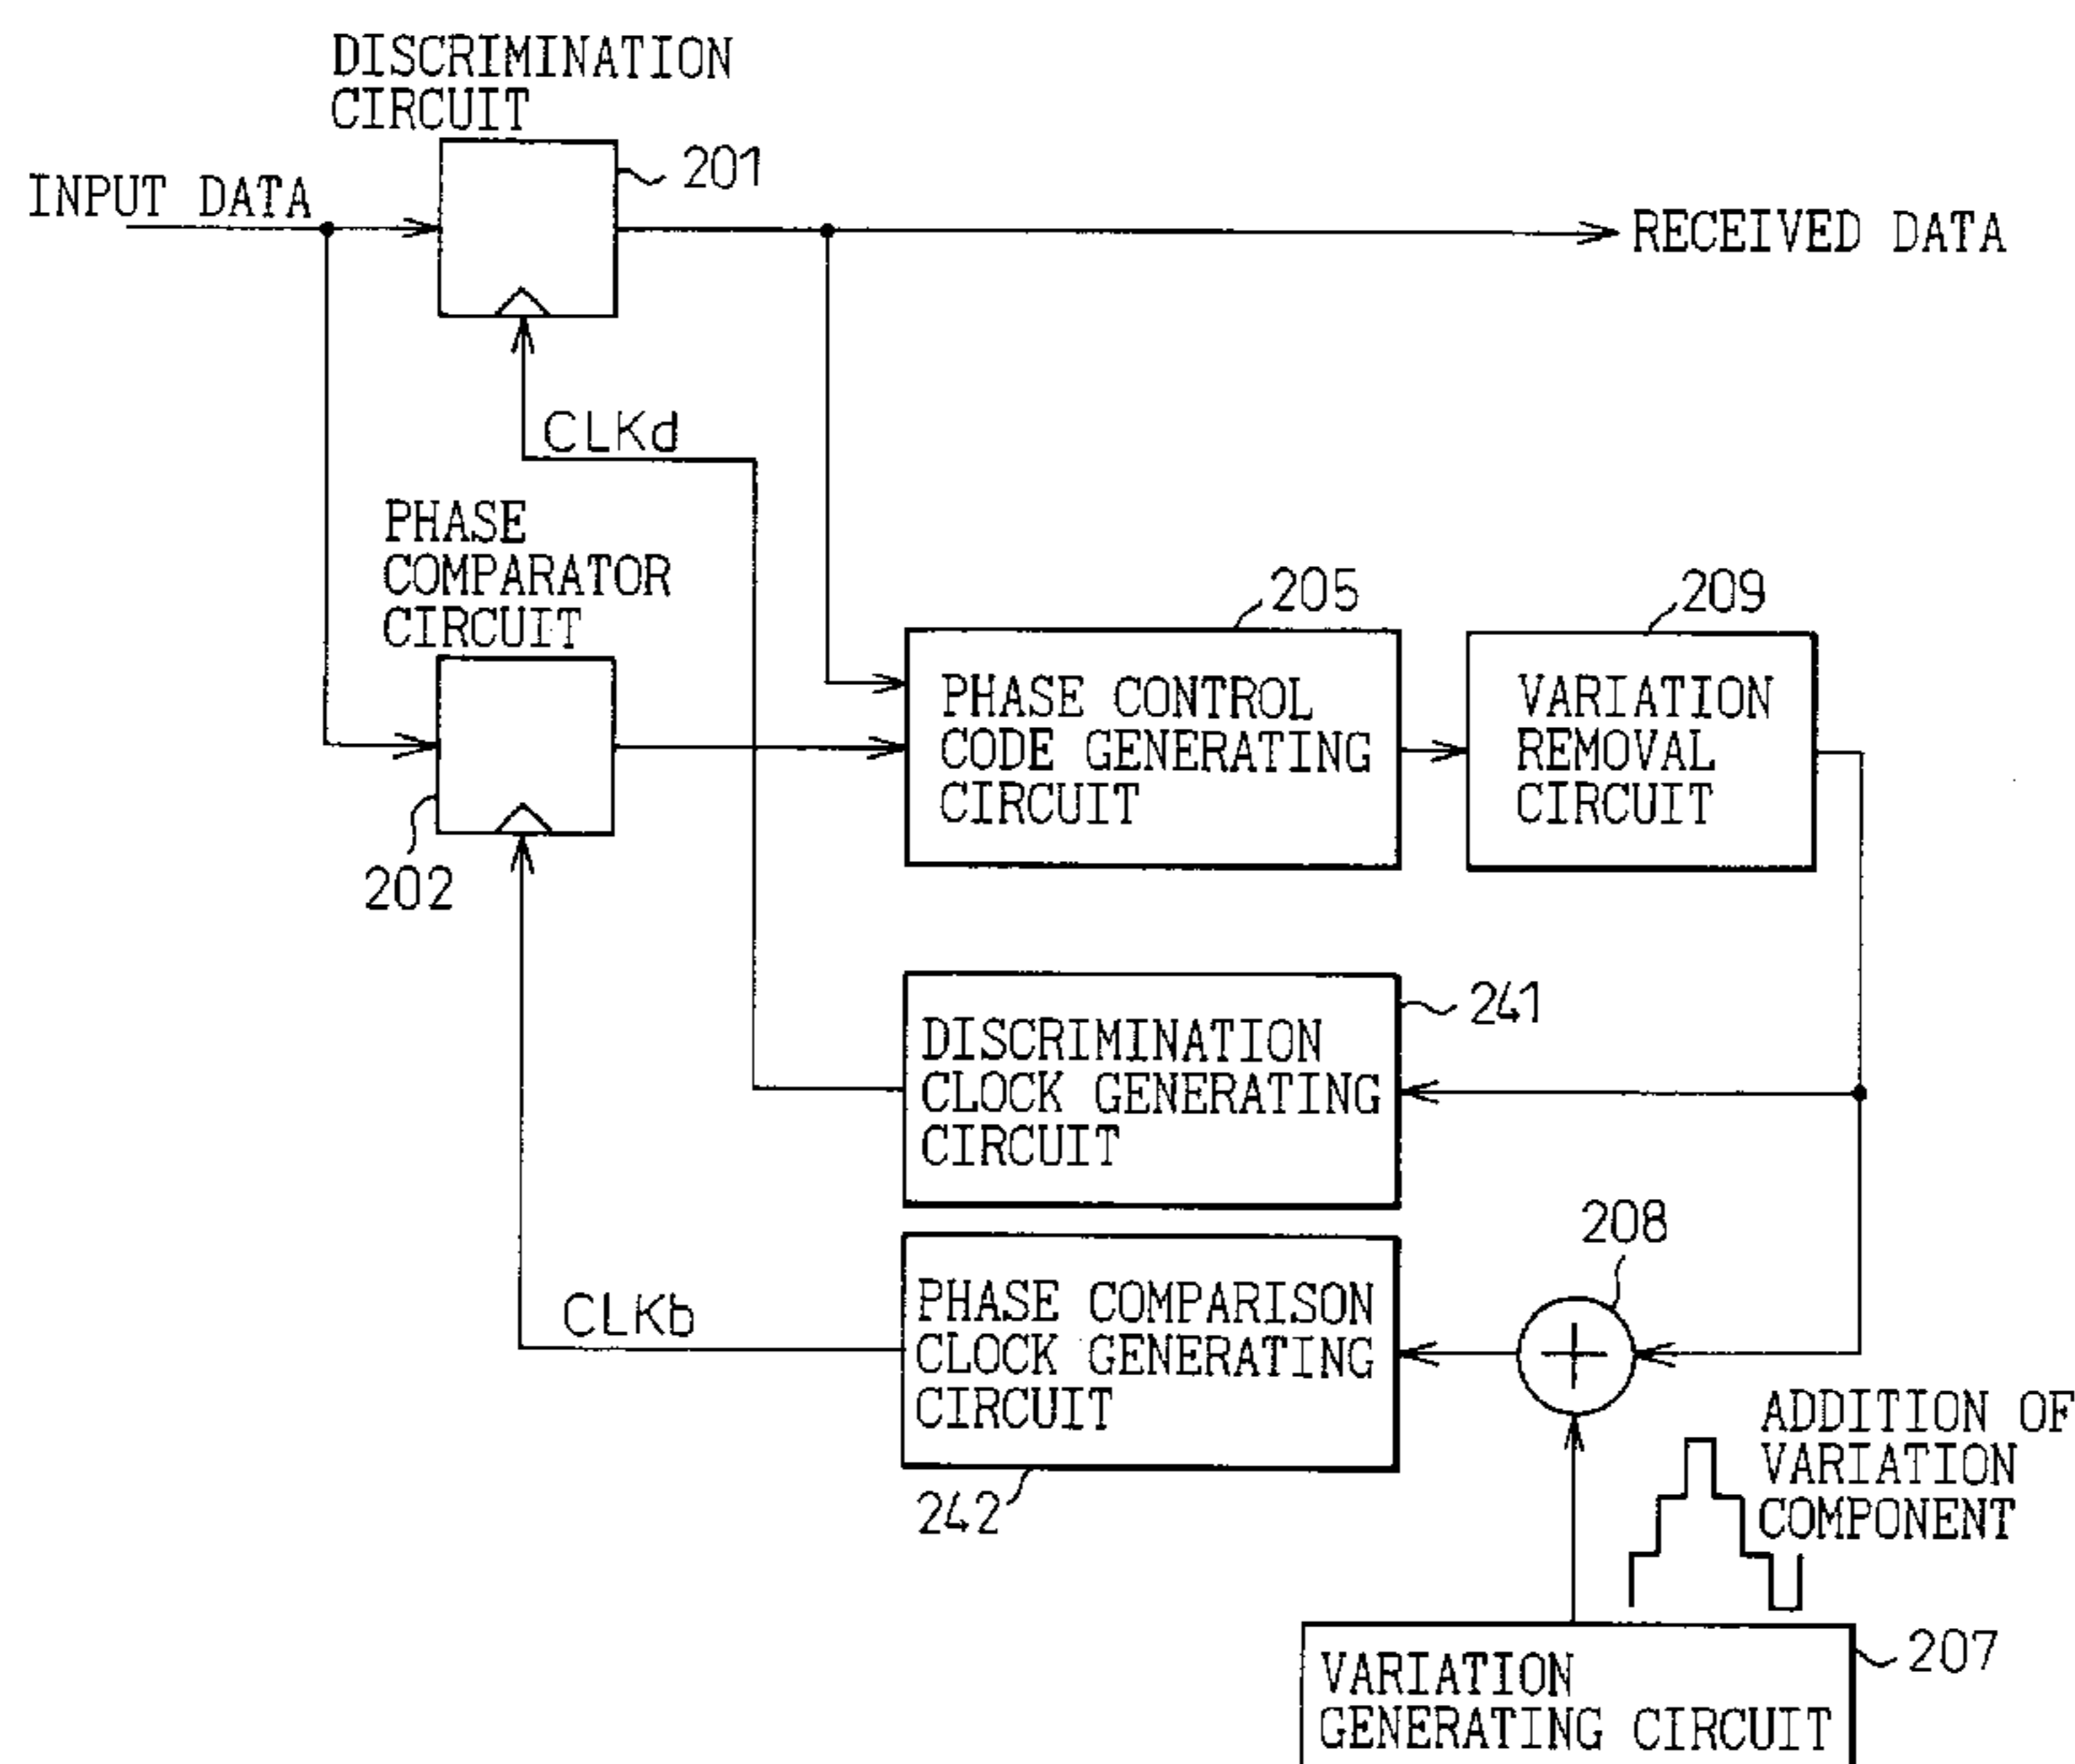 DISCRIMINATION
CIRCUIT
201
INPUT DATA
RECEIVED DATA
CLKd
PHASE
COMPARATOR
CIRCUIT
202
205
PHASE CONTROL
CODE GENERATING
CIRCUIT
209
VARIATION
REMOVAL
CIRCUIT
241
DISCRIMINATION
CLOCK GENERATING
CIRCUIT
208
CLKb
PHASE COMPARISON
CLOCK GENERATING
CIRCUIT
242
ADDITION OF
VARIATION
COMPONENT
207
VARIATION
GENERATING CIRCUIT